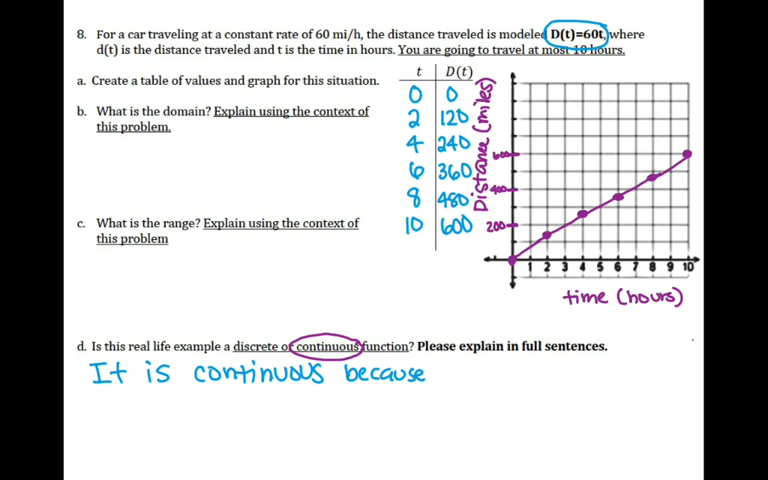 8. For a car traveling at a constant rate of 60 mi/h, the distance traveled is modeled D(t)=60t, where
d(t) is the distance traveled and t is the time in hours. You are going to travel at most 10 hours.
a. Create a table of values and graph for this situation.
b. What is the domain? Explain using the context of
this problem.
c. What is the range? Explain using the context of
this problem
t D(t)
0 0
2 120
4 240
6 360
8 480
10 600
Distance (miles)
600
400
200
1 2 3 4 5 6 7 8 9 10
time (hours)
d. Is this real life example a discrete or continuous function? Please explain in full sentences.
It is continuous because